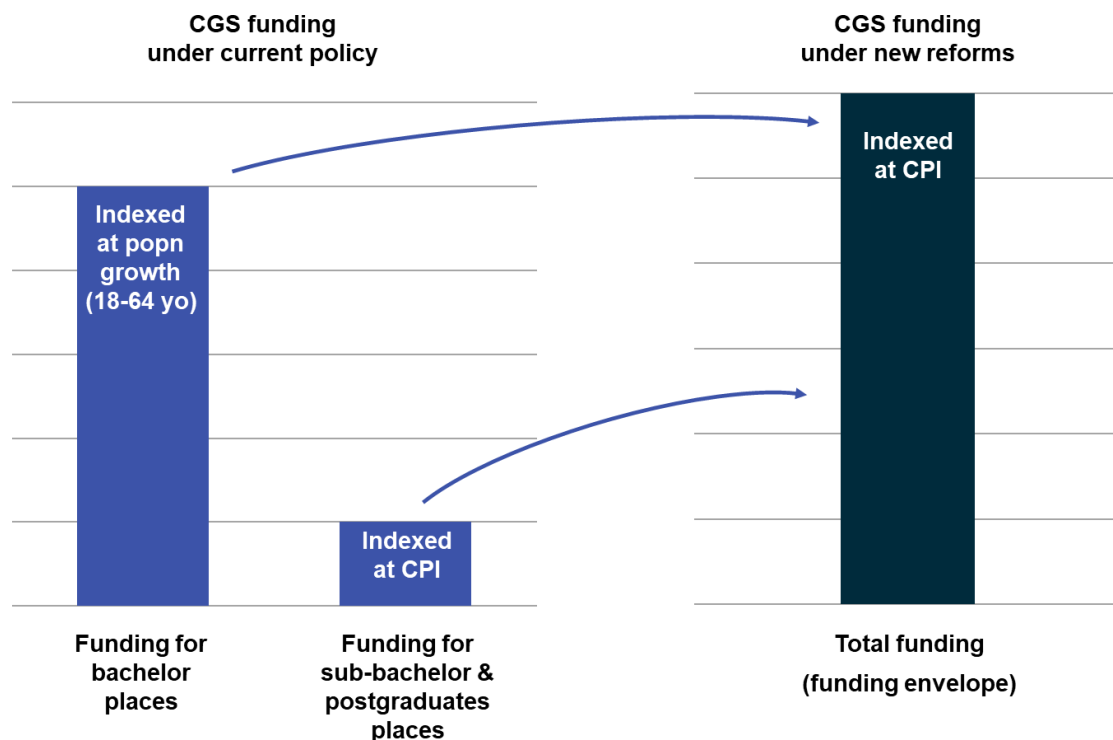 CGS funding
under current policy
CGS funding
under new reforms
Indexed
at popn
growth
(18-64 yo)
Indexed
at CPI
Indexed
at CPI
Funding for
bachelor
places
Funding for
sub-bachelor &
postgraduates
places
Total funding
(funding envelope)